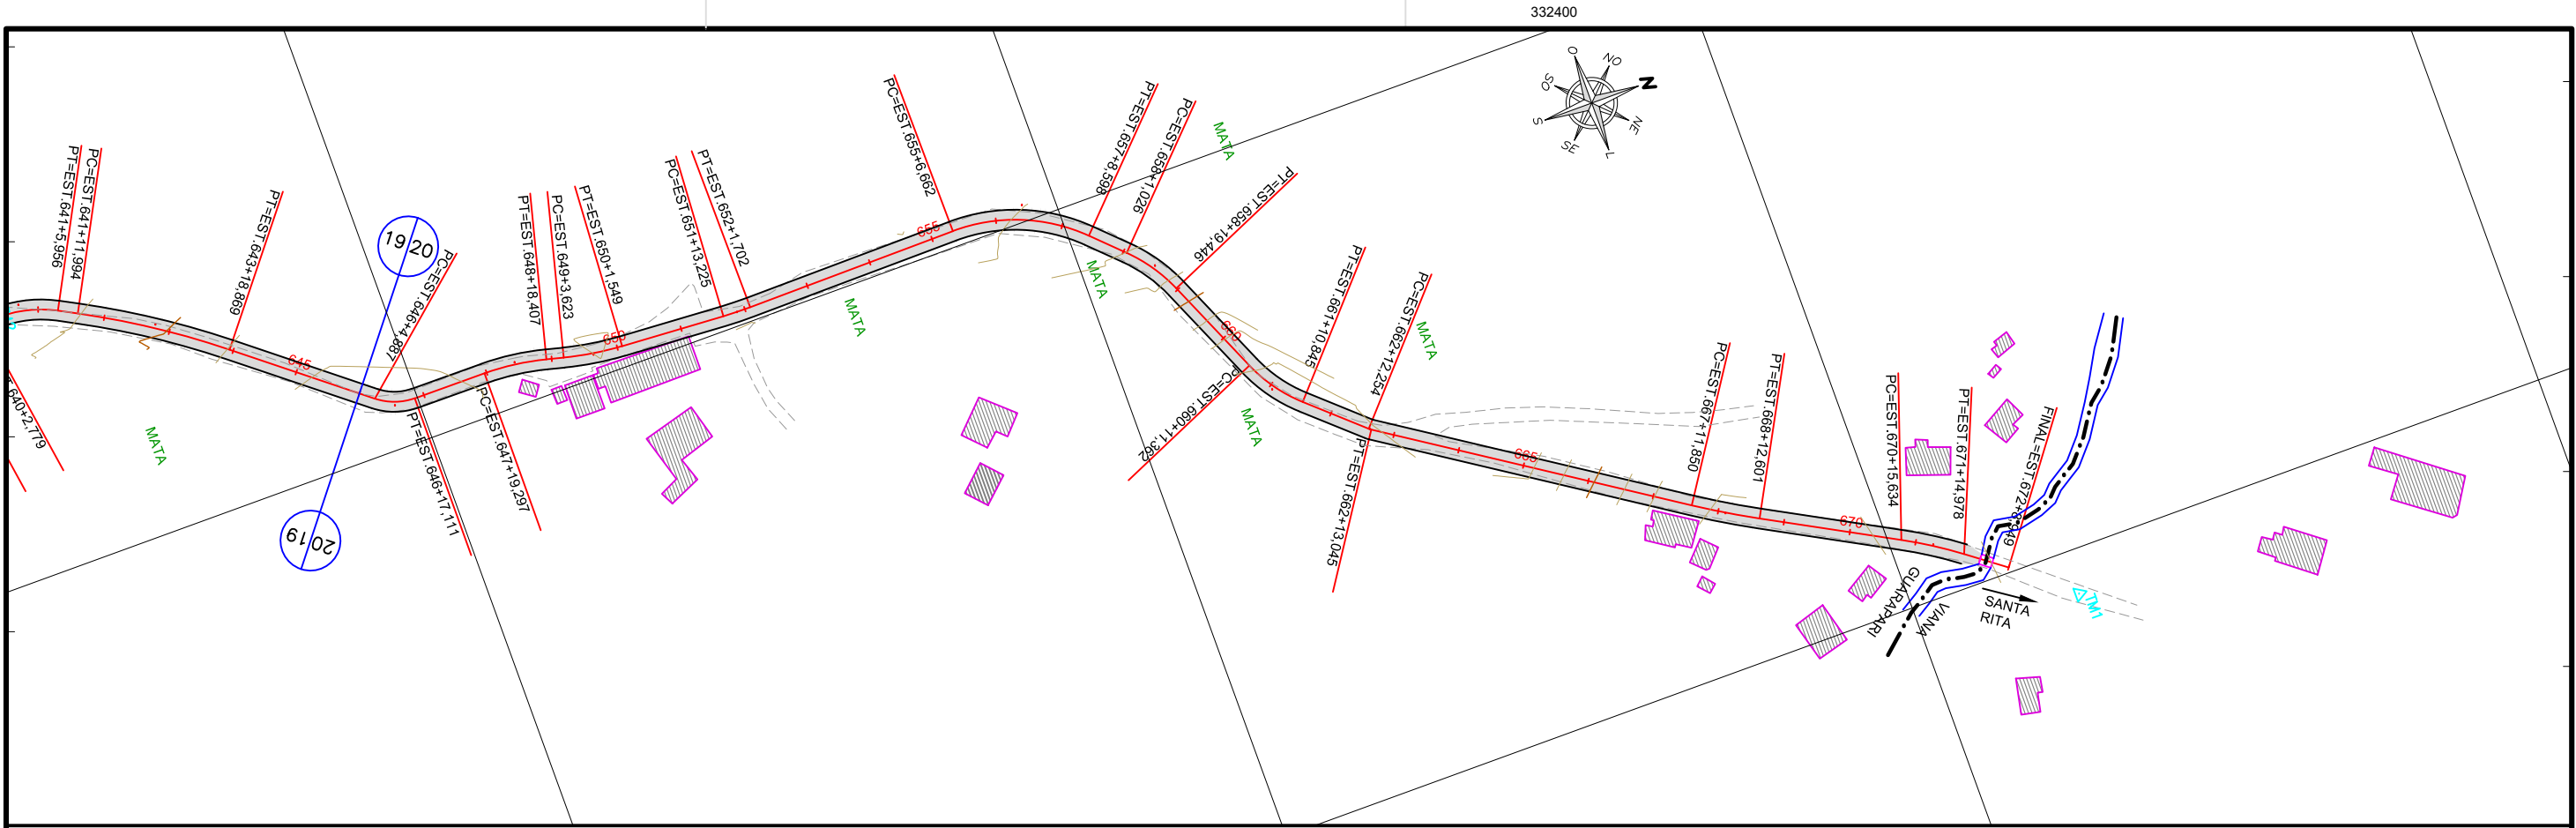 332400
O
NO
N
NE
L
SE
S
SO
PT=EST.641+5,956
PC=EST.641+11,994
PT=EST.643+18,869
19 20
20 19
PC=EST.646+4,887
PT=EST.646+17,111
PC=EST.647+19,297
PT=EST.648+18,407
PC=EST.649+3,623
PT=EST.650+1,549
PC=EST.651+13,225
PT=EST.652+1,702
PC=EST.655+6,662
PT=EST.657+8,598
PC=EST.658+1,026
PT=EST.658+19,446
PC=EST.660+11,362
PT=EST.661+10,845
PC=EST.662+12,254
PT=EST.662+13,045
PC=EST.667+11,850
PT=EST.668+12,601
PC=EST.670+15,634
PT=EST.671+14,978
640+2,779
645
650
655
660
665
670
MATA
MATA
MATA
MATA
MATA
MATA
GUARAPARI
VIANA
SANTA
RITA
TM1